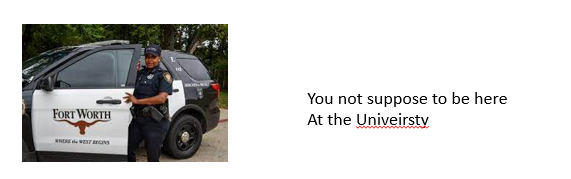 FORT WORTH
WHERE the WEST BEGINS
You not suppose to be here
At the Univeirsty